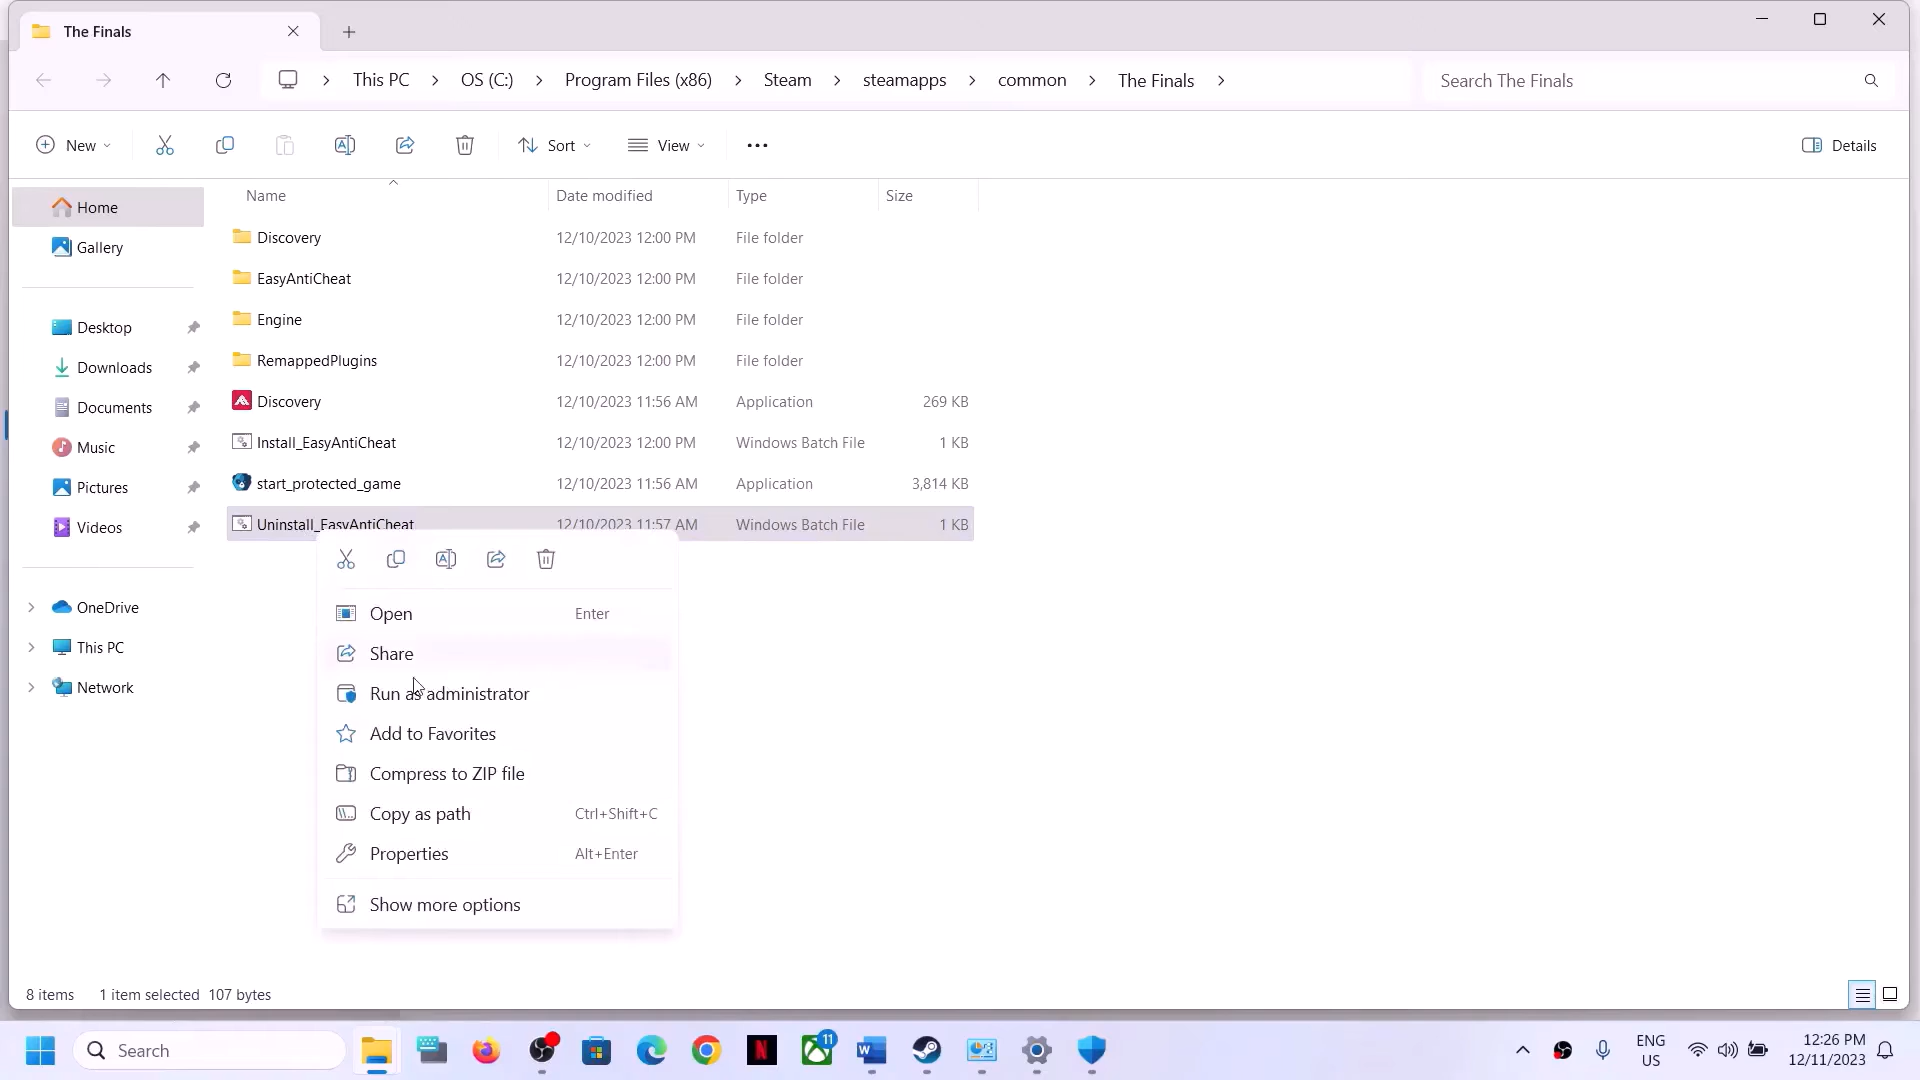 The Finals
This PC
OS (C:)
Program Files (x86)
Steam
steamapps
common
The Finals
Search The Finals
New
Sort
View
Details
Name
Date modified
Type
Size
Home
Gallery
Desktop
Downloads
Documents
Music
Pictures
Videos
OneDrive
This PC
Network
Discovery 12/10/2023 12:00 PM File folder
EasyAntiCheat 12/10/2023 12:00 PM File folder
Engine 12/10/2023 12:00 PM File folder
RemappedPlugins 12/10/2023 12:00 PM File folder
Discovery 12/10/2023 11:56 AM Application 269 KB
Install_EasyAntiCheat 12/10/2023 12:00 PM Windows Batch File 1 KB
start_protected_game 12/10/2023 11:56 AM Application 3,814 KB
Uninstall_EasyAntiCheat 12/10/2023 11:57 AM Windows Batch File 1 KB
Open Enter
Share
Run as administrator
Add to Favorites
Compress to ZIP file
Copy as path Ctrl+Shift+C
Properties Alt+Enter
Show more options
8 items 1 item selected 107 bytes
Search
11
ENG
US
12:26 PM
12/11/2023